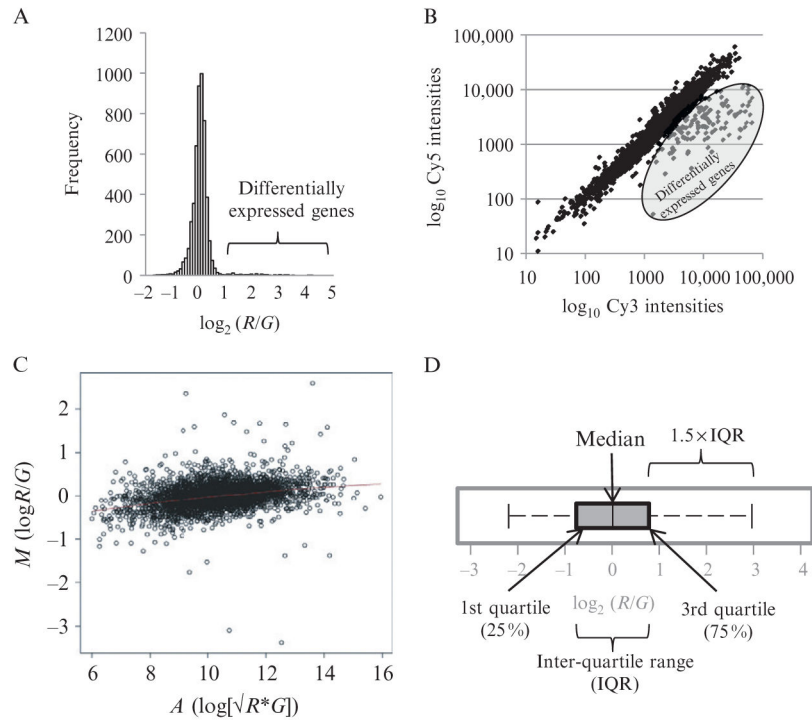 A
Frequency
1200
1000
800
600
400
200
0
Differentially
expressed genes
–2 –1 0 1 2 3 4 5
log₂ (R/G)
B
log₁₀ Cy5 intensities
100,000
10,000
1000
100
10
Differentially
expressed genes
10 100 1000 10,000 100,000
log₁₀ Cy3 intensities
C
M (logR/G)
2
1
0
–1
–2
–3
6 8 10 12 14 16
A (log[√R*G])
D
Median
1.5×IQR
–3 –2 –1 0 1 2 3 4
1st quartile
(25%)
log₂ (R/G)
3rd quartile
(75%)
Inter-quartile range
(IQR)